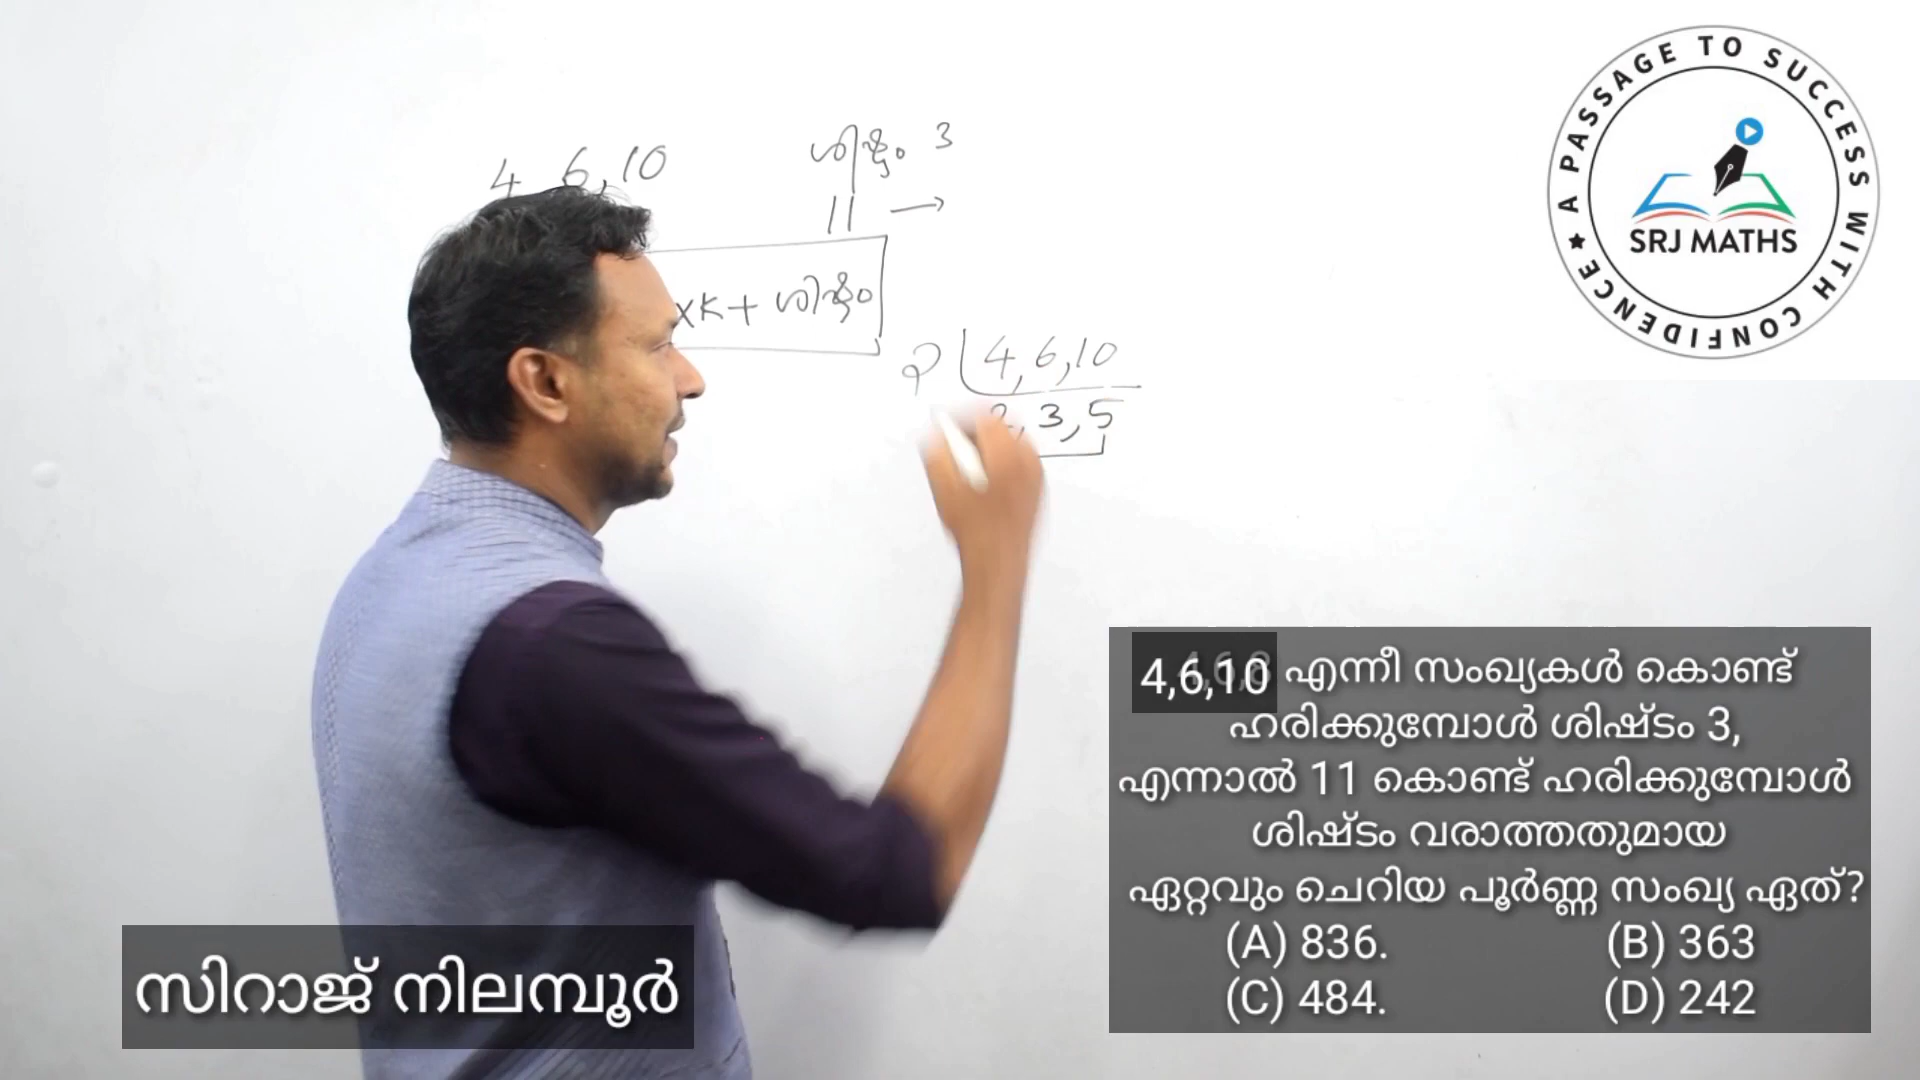 4 6,10
ശിഷ്ടം 3
11 →
xK+ ശിഷ്ടം
2 4,6,10
2,3,5
A PASSAGE TO SUCCESS WITH CONFIDENCE ★
SRJ MATHS
4,6,10 എന്നീ സംഖ്യകൾ കൊണ്ട്
ഹരിക്കുമ്പോൾ ശിഷ്ടം 3,
എന്നാൽ 11 കൊണ്ട് ഹരിക്കുമ്പോൾ
ശിഷ്ടം വരാത്തതുമായ
ഏറ്റവും ചെറിയ പൂർണ്ണ സംഖ്യ ഏത്?
(A) 836. (B) 363
(C) 484. (D) 242
സിറാജ് നിലമ്പൂർ